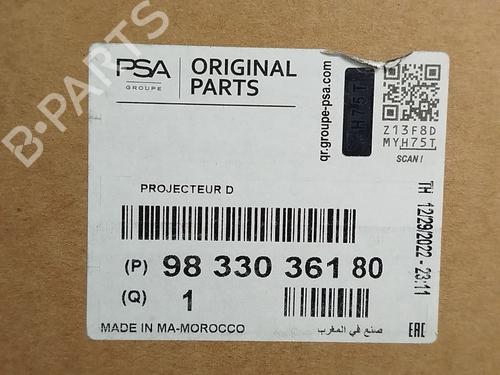 PSA
GROUPE
ORIGINAL
PARTS
qr.groupe-psa.com
H75T
Z13F8D
MYH75T
SCAN !
PROJECTEUR D
TH 12/29/2022 - 23:11
(P) 98 330 361 80
(Q) 1
MADE IN MA-MOROCCO
صنع في المغرب
EAC
B-PARTS